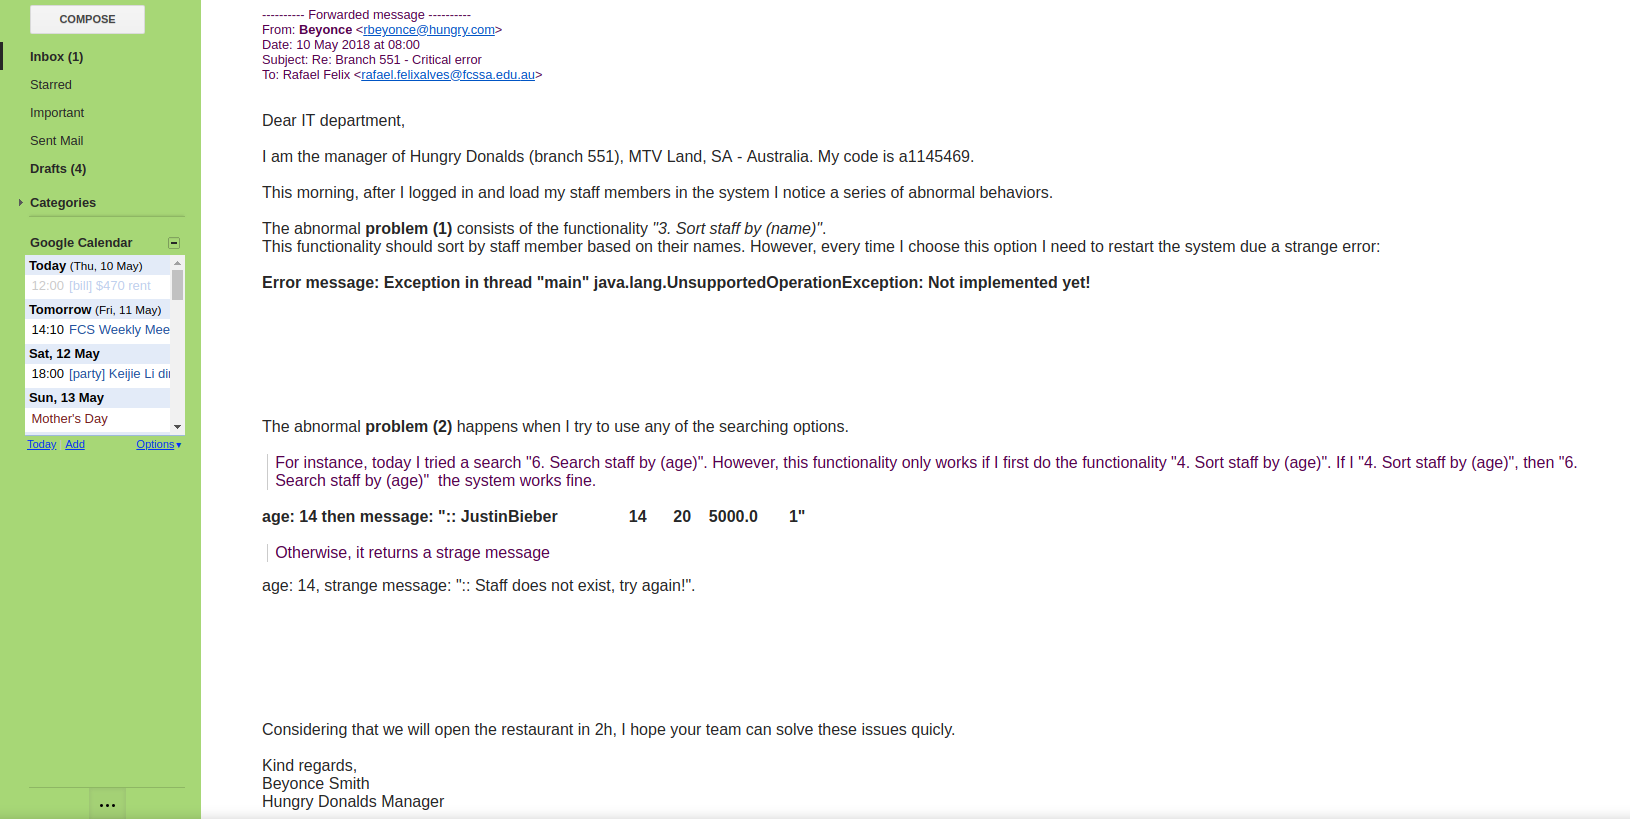 COMPOSE
Inbox (1)
Starred
Important
Sent Mail
Drafts (4)
Categories
Google Calendar
Today (Thu, 10 May)
12:00 [bill] $470 rent
Tomorrow (Fri, 11 May)
14:10 FCS Weekly Mee
Sat, 12 May
18:00 [party] Keijie Li di
Sun, 13 May
Mother's Day
Today Add Options
---------- Forwarded message ----------
From: Beyonce <rbeyonce@hungry.com>
Date: 10 May 2018 at 08:00
Subject: Re: Branch 551 - Critical error
To: Rafael Felix <rafael.felixalves@fcssa.edu.au>
Dear IT department,
I am the manager of Hungry Donalds (branch 551), MTV Land, SA - Australia. My code is a1145469.
This morning, after I logged in and load my staff members in the system I notice a series of abnormal behaviors.
The abnormal problem (1) consists of the functionality "3. Sort staff by (name)".
This functionality should sort by staff member based on their names. However, every time I choose this option I need to restart the system due a strange error:
Error message: Exception in thread "main" java.lang.UnsupportedOperationException: Not implemented yet!
The abnormal problem (2) happens when I try to use any of the searching options.
For instance, today I tried a search "6. Search staff by (age)". However, this functionality only works if I first do the functionality "4. Sort staff by (age)". If I "4. Sort staff by (age)", then "6.
Search staff by (age)"  the system works fine.
age: 14 then message: ":: JustinBieber 14 20 5000.0 1"
Otherwise, it returns a strage message
age: 14, strange message: ":: Staff does not exist, try again!".
Considering that we will open the restaurant in 2h, I hope your team can solve these issues quicly.
Kind regards,
Beyonce Smith
Hungry Donalds Manager